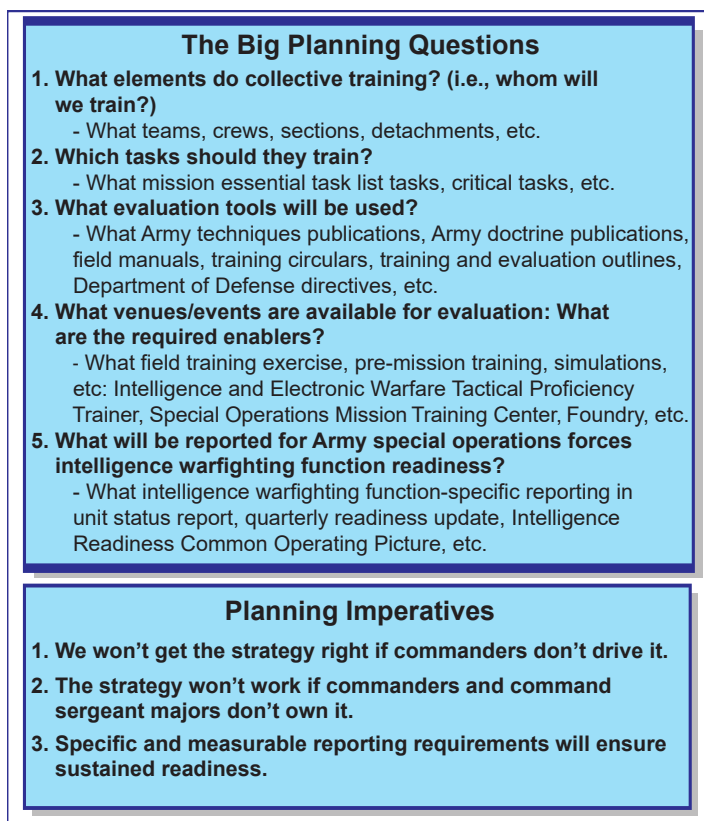 The Big Planning Questions
1. What elements do collective training? (i.e., whom will
we train?)
- What teams, crews, sections, detachments, etc.
2. Which tasks should they train?
- What mission essential task list tasks, critical tasks, etc.
3. What evaluation tools will be used?
- What Army techniques publications, Army doctrine publications,
field manuals, training circulars, training and evaluation outlines,
Department of Defense directives, etc.
4. What venues/events are available for evaluation: What
are the required enablers?
- What field training exercise, pre-mission training, simulations,
etc: Intelligence and Electronic Warfare Tactical Proficiency
Trainer, Special Operations Mission Training Center, Foundry, etc.
5. What will be reported for Army special operations forces
intelligence warfighting function readiness?
- What intelligence warfighting function-specific reporting in
unit status report, quarterly readiness update, Intelligence
Readiness Common Operating Picture, etc.
Planning Imperatives
1. We won’t get the strategy right if commanders don’t drive it.
2. The strategy won’t work if commanders and command
sergeant majors don’t own it.
3. Specific and measurable reporting requirements will ensure
sustained readiness.